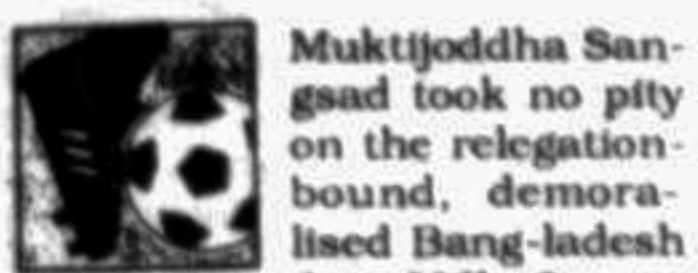 Muktijoddha San-
gsad took no pity
on the relegation-
bound, demora-
lised Bang-ladesh